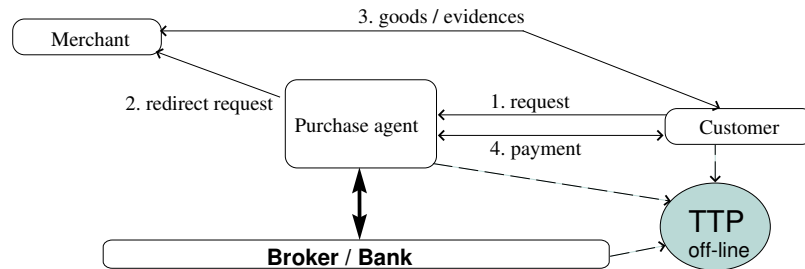 3. goods / evidences
Merchant
2. redirect request
1. request
Purchase agent
Customer
4. payment
TTP
off-line
Broker / Bank